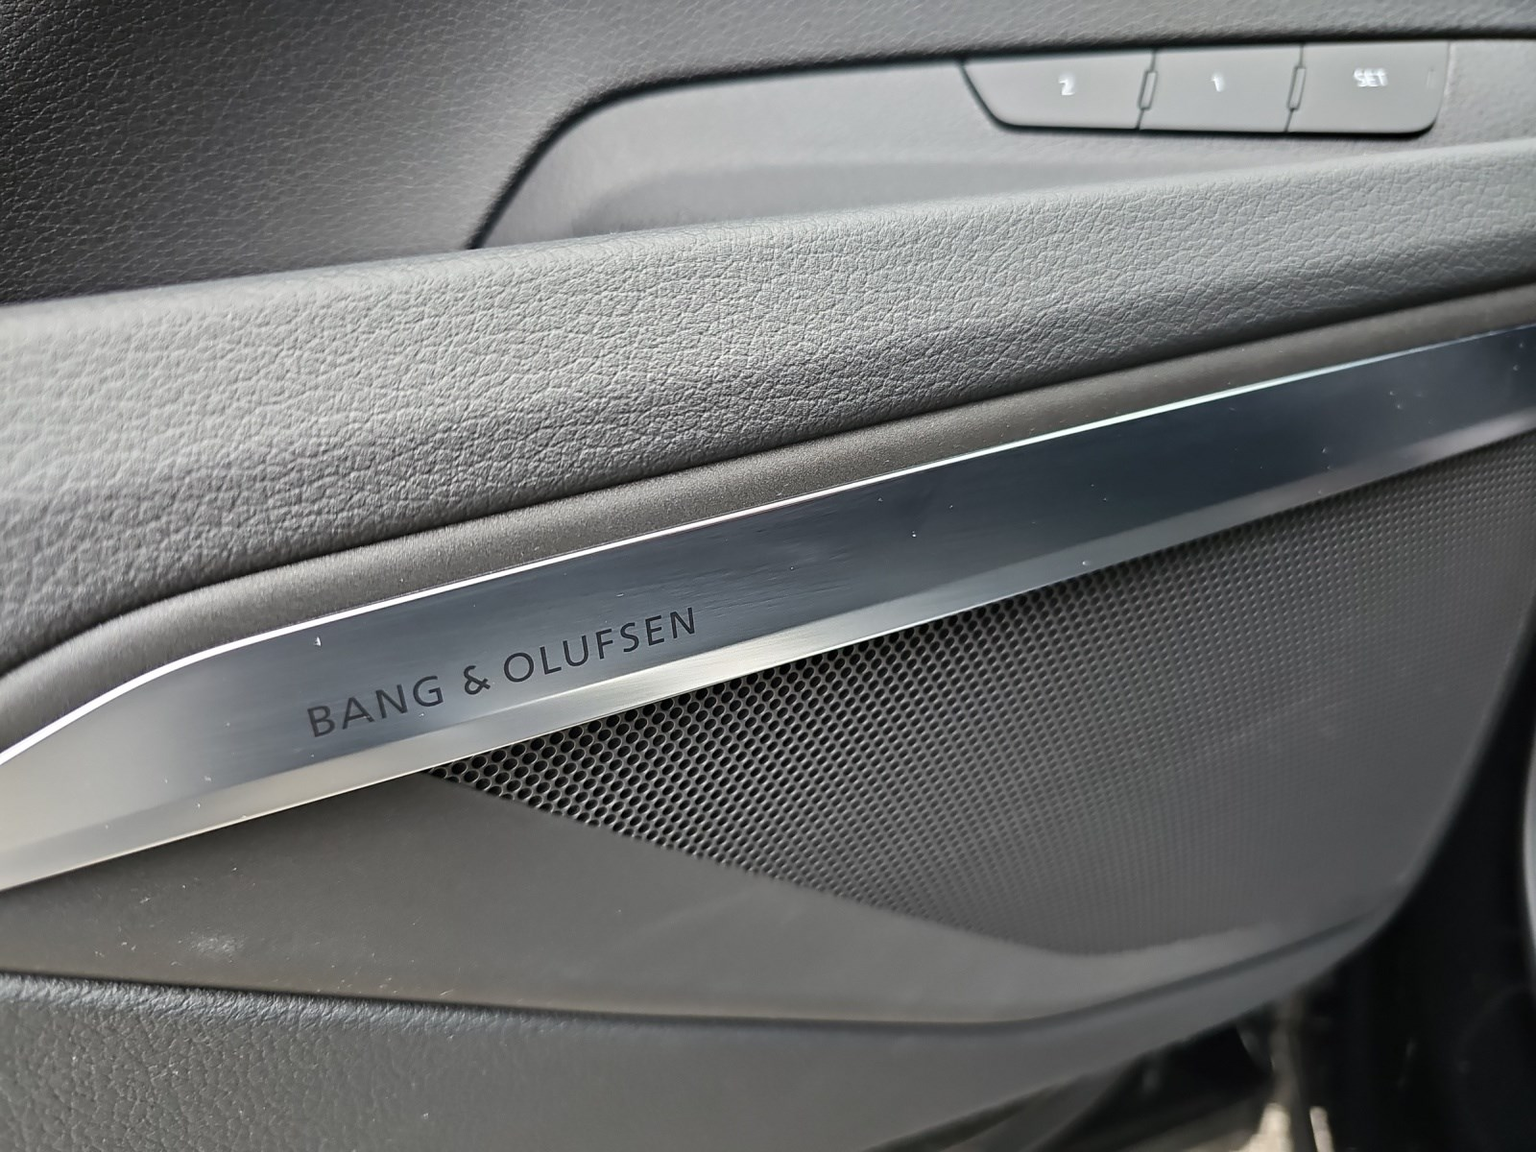 2 1 SET
BANG & OLUFSEN